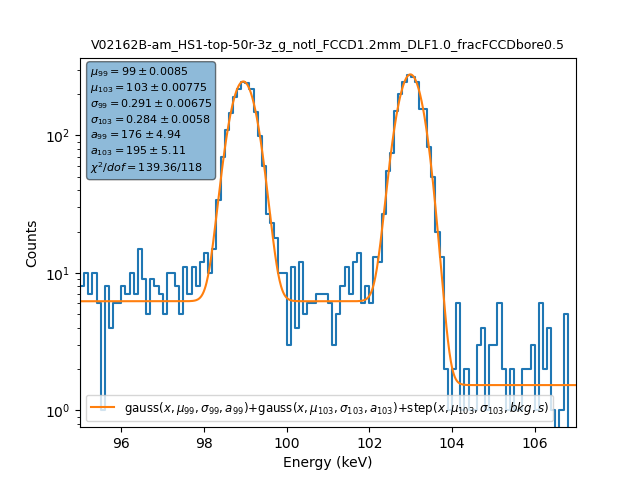 V02162B-am_HS1-top-50r-3z_g_notl_FCCD1.2mm_DLF1.0_fracFCCDbore0.5
μ₉₉ = 99 ± 0.0085
μ₁₀₃ = 103 ± 0.00775
σ₉₉ = 0.291 ± 0.00675
σ₁₀₃ = 0.284 ± 0.0058
a₉₉ = 176 ± 4.94
a₁₀₃ = 195 ± 5.11
χ²/dof = 139.36/118
Counts
10²
10¹
10⁰
gauss(x, μ₉₉, σ₉₉, a₉₉)+gauss(x, μ₁₀₃, σ₁₀₃, a₁₀₃)+step(x, μ₁₀₃, σ₁₀₃, bkg, s)
96 98 100 102 104 106
Energy (keV)